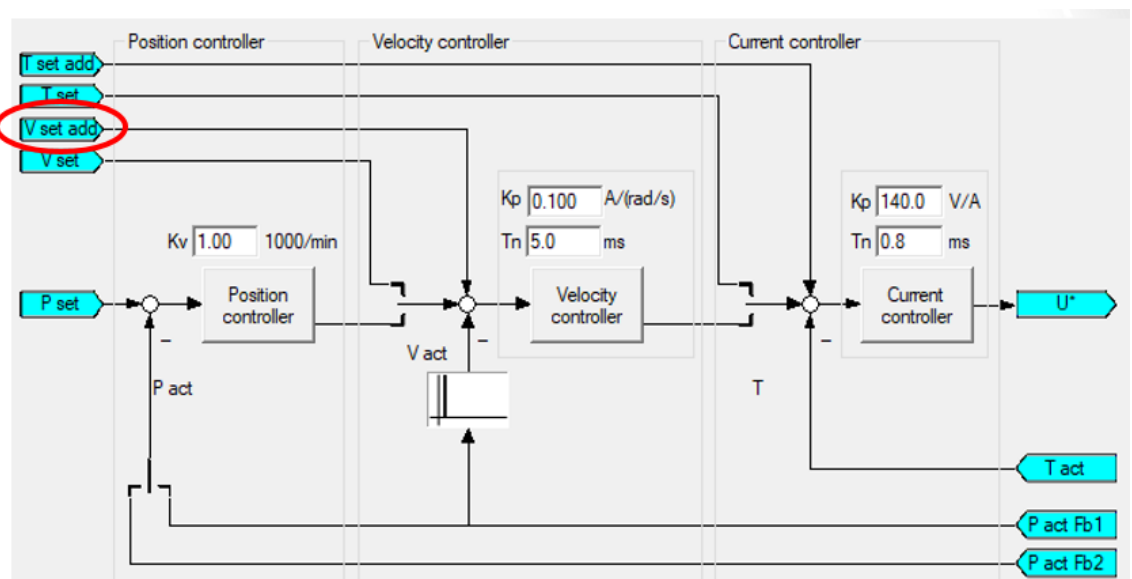 Position controller
Velocity controller
Current controller
T set add
T set
V set add
V set
Kp 0.100 A/(rad/s)
Kp 140.0 V/A
Kv 1.00 1000/min
Tn 5.0 ms
Tn 0.8 ms
P set
Position
controller
Velocity
controller
Current
controller
U*
–
–
–
V act
P act
T
T act
P act Fb1
P act Fb2